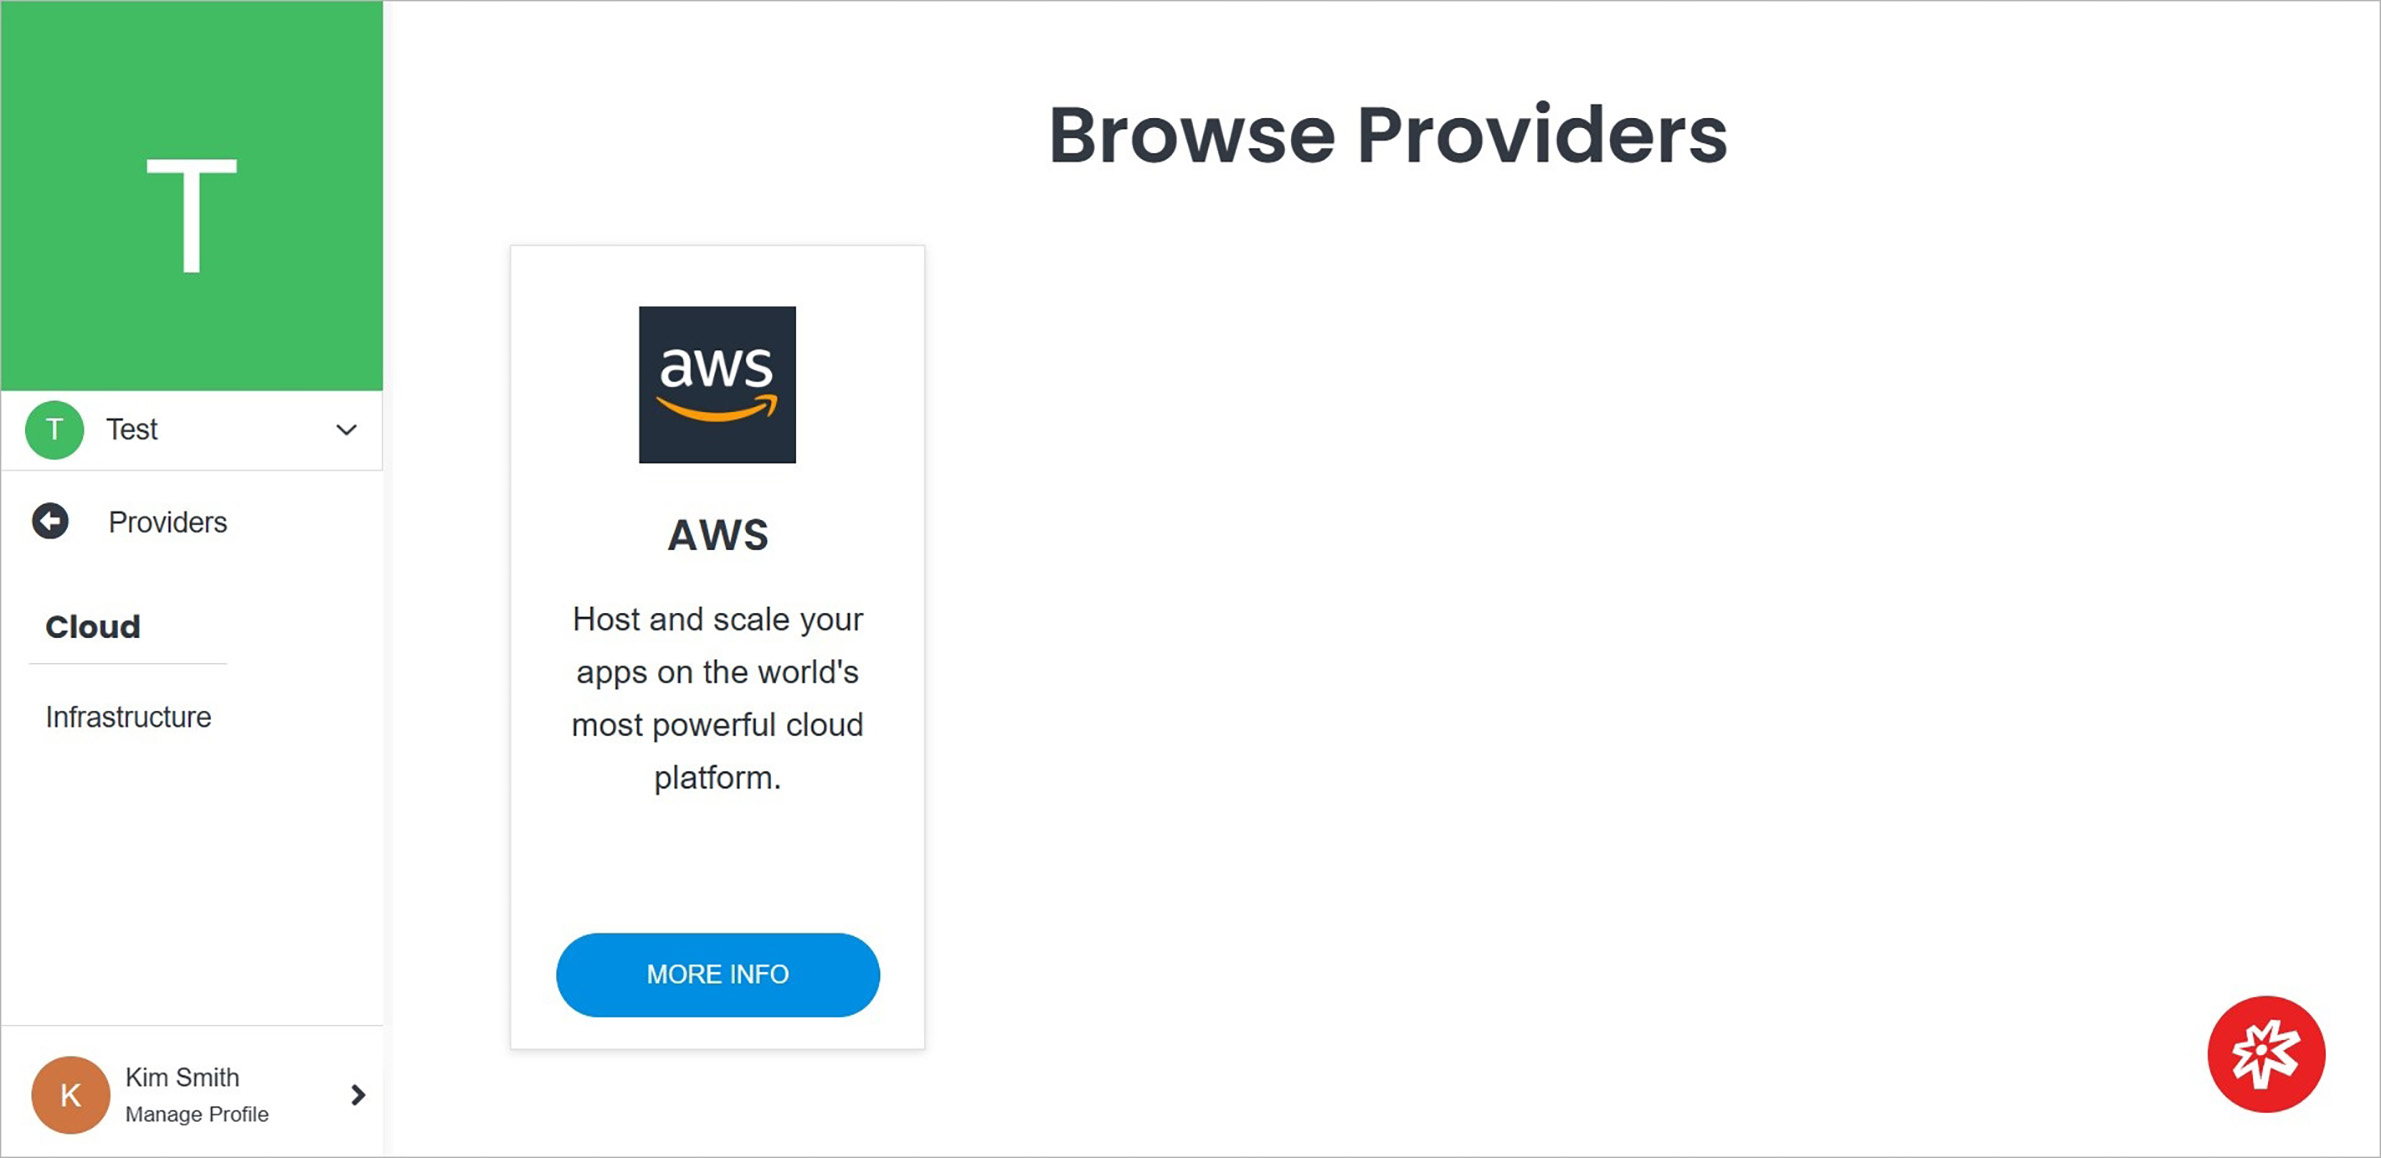 T
T Test
Providers
Cloud
Infrastructure
K
Kim Smith
Manage Profile
Browse Providers
aws
AWS
Host and scale your
apps on the world's
most powerful cloud
platform.
MORE INFO